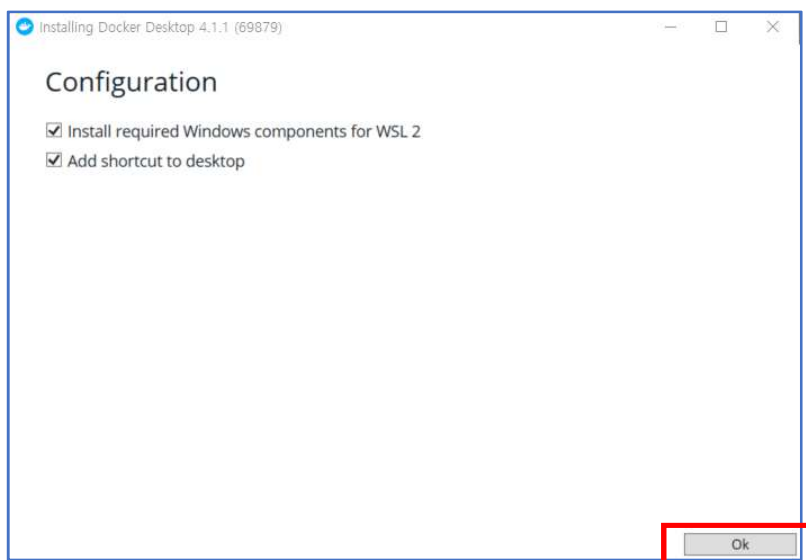 Installing Docker Desktop 4.1.1 (69879)
Configuration
Install required Windows components for WSL 2
Add shortcut to desktop
Ok